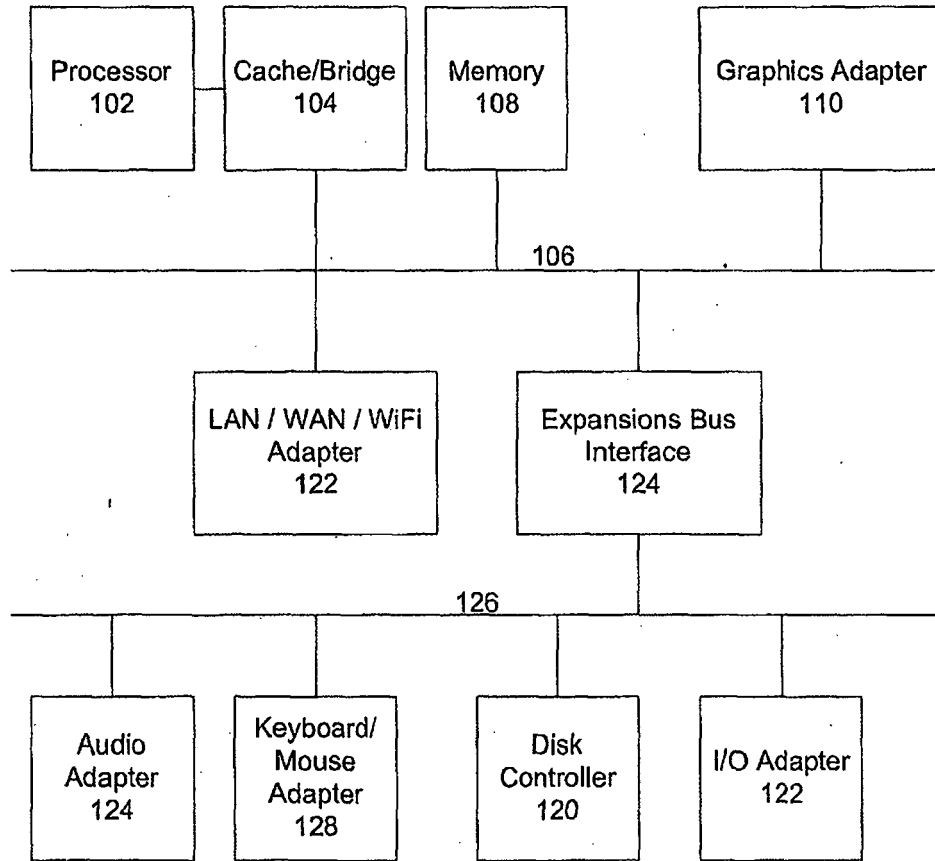 Processor
102
Cache/Bridge
104
Memory
108
Graphics Adapter
110
106
LAN / WAN / WiFi
Adapter
122
Expansions Bus
Interface
124
126
Audio
Adapter
124
Keyboard/
Mouse
Adapter
128
Disk
Controller
120
I/O Adapter
122